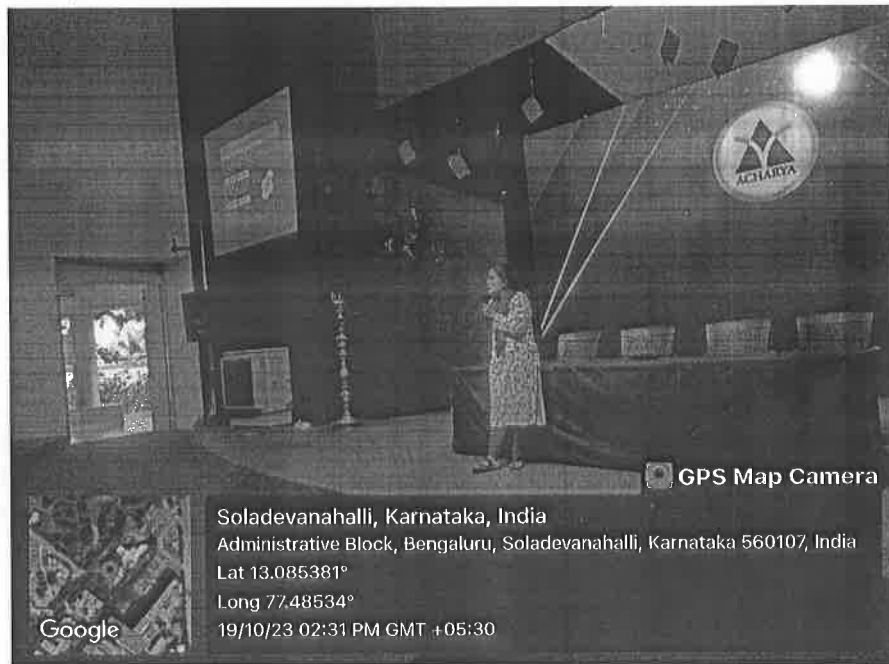 ACHARYA
GPS Map Camera
Soladevanahalli, Karnataka, India
Administrative Block, Bengaluru, Soladevanahalli, Karnataka 560107, India
Lat 13.085381°
Long 77.48534°
19/10/23 02:31 PM GMT +05:30
Google